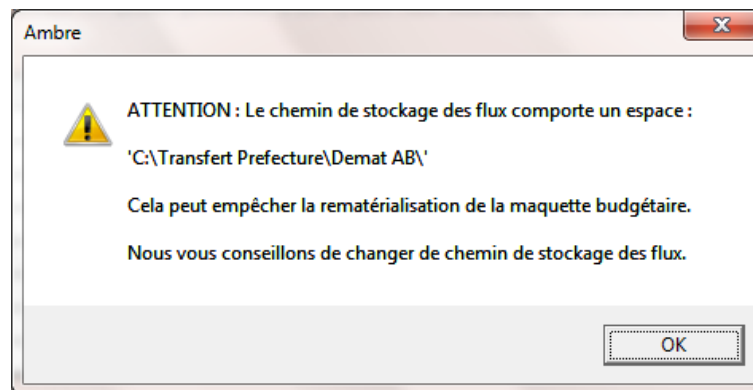 Ambre
ATTENTION : Le chemin de stockage des flux comporte un espace :
'C:\Transfert Prefecture\Demat AB\'
Cela peut empêcher la rematérialisation de la maquette budgétaire.
Nous vous conseillons de changer de chemin de stockage des flux.
OK